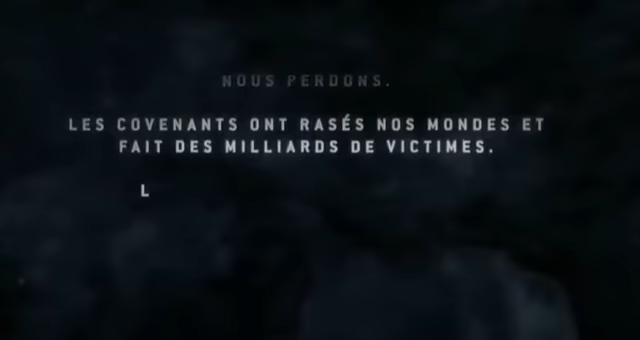 NOUS PERDONS.
LES COVENANTS ONT RASÉS NOS MONDES ET
FAIT DES MILLIARDS DE VICTIMES.
L